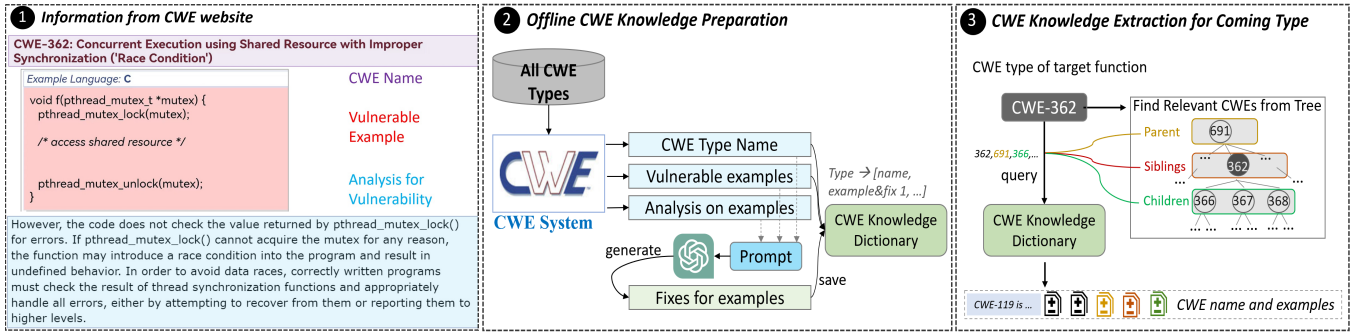 1 Information from CWE website
CWE-362: Concurrent Execution using Shared Resource with Improper
Synchronization ('Race Condition')
Example Language: C
void f(pthread_mutex_t *mutex) {
pthread_mutex_lock(mutex);
/* access shared resource */
pthread_mutex_unlock(mutex);
}
CWE Name
Vulnerable
Example
Analysis for
Vulnerability
However, the code does not check the value returned by pthread_mutex_lock()
for errors. If pthread_mutex_lock() cannot acquire the mutex for any reason,
the function may introduce a race condition into the program and result in
undefined behavior. In order to avoid data races, correctly written programs
must check the result of thread synchronization functions and appropriately
handle all errors, either by attempting to recover from them or reporting them to
higher levels.
2 Offline CWE Knowledge Preparation
All CWE
Types
CWE
CWE System
CWE Type Name
Vulnerable examples
Analysis on examples
Type → [name,
example&fix 1, ...]
CWE Knowledge
Dictionary
generate
Prompt
save
Fixes for examples
3 CWE Knowledge Extraction for Coming Type
CWE type of target function
CWE-362
Find Relevant CWEs from Tree
Parent
691
362,691,366,...
Siblings
... 362 ...
... ...
query
Children
366 367 368
... ... ...
CWE Knowledge
Dictionary
CWE-119 is ...
CWE name and examples